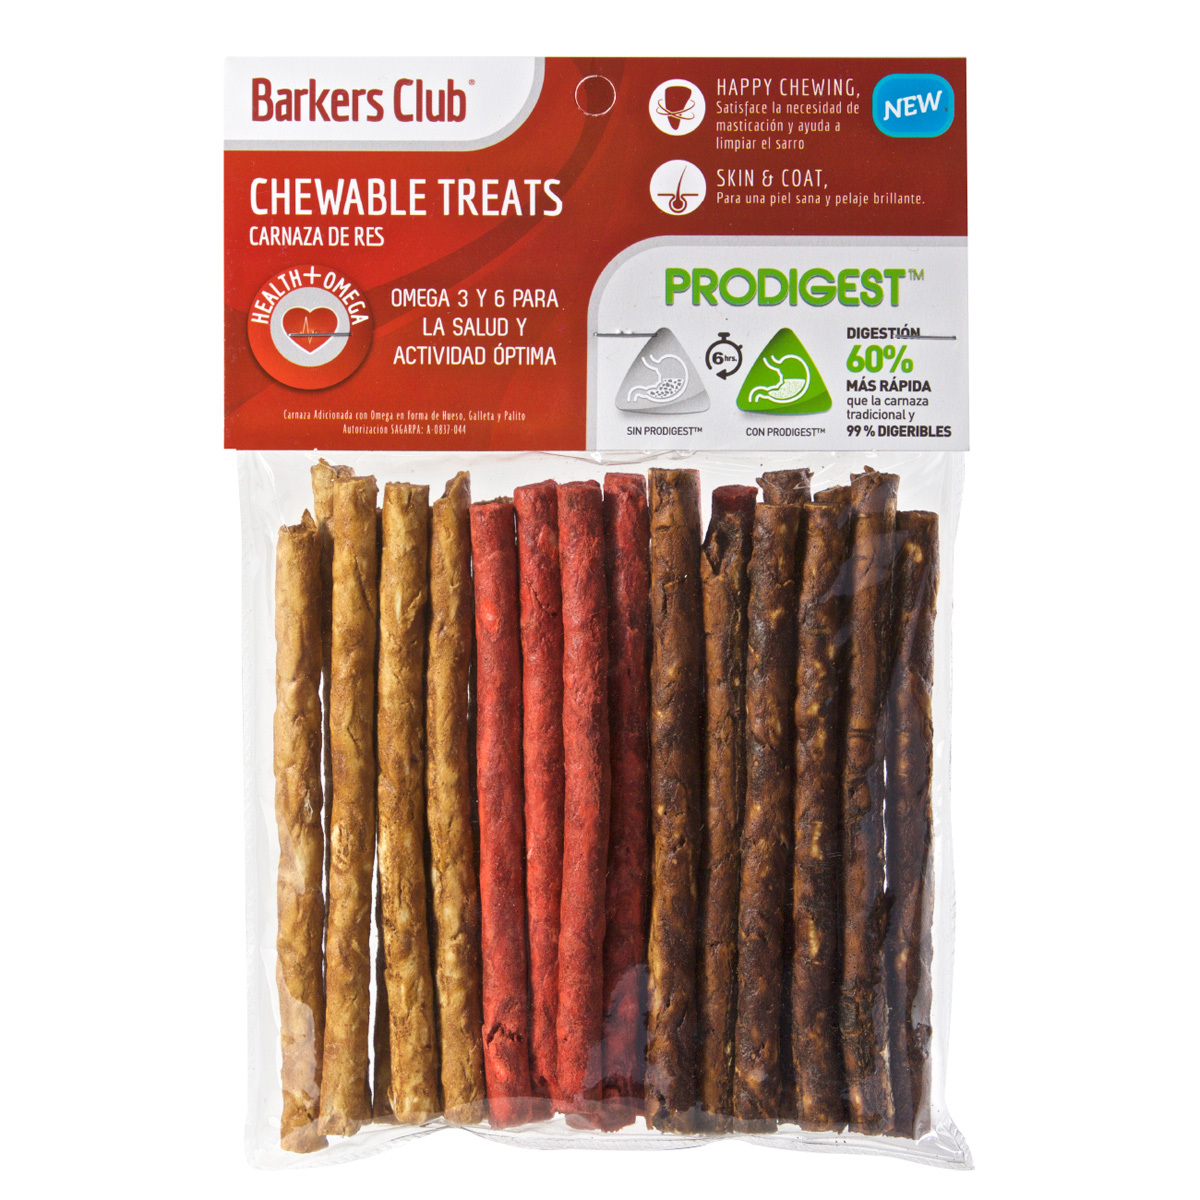 Barkers Club®
CHEWABLE TREATS
CARNAZA DE RES
HEALTH+OMEGA
OMEGA 3 Y 6 PARA
LA SALUD Y
ACTIVIDAD ÓPTIMA
Carnaza Adicionada con Omega en forma de Hueso, Galleta y Palito
Autorización SAGARPA: A-0837-044
HAPPY CHEWING,
Satisface la necesidad de
masticación y ayuda a
limpiar el sarro
NEW
SKIN & COAT,
Para una piel sana y pelaje brillante.
PRODIGEST™
SIN PRODIGEST™
6 hrs.
CON PRODIGEST™
DIGESTIÓN
60%
MÁS RÁPIDA
que la carnaza
tradicional y
99 % DIGERIBLES